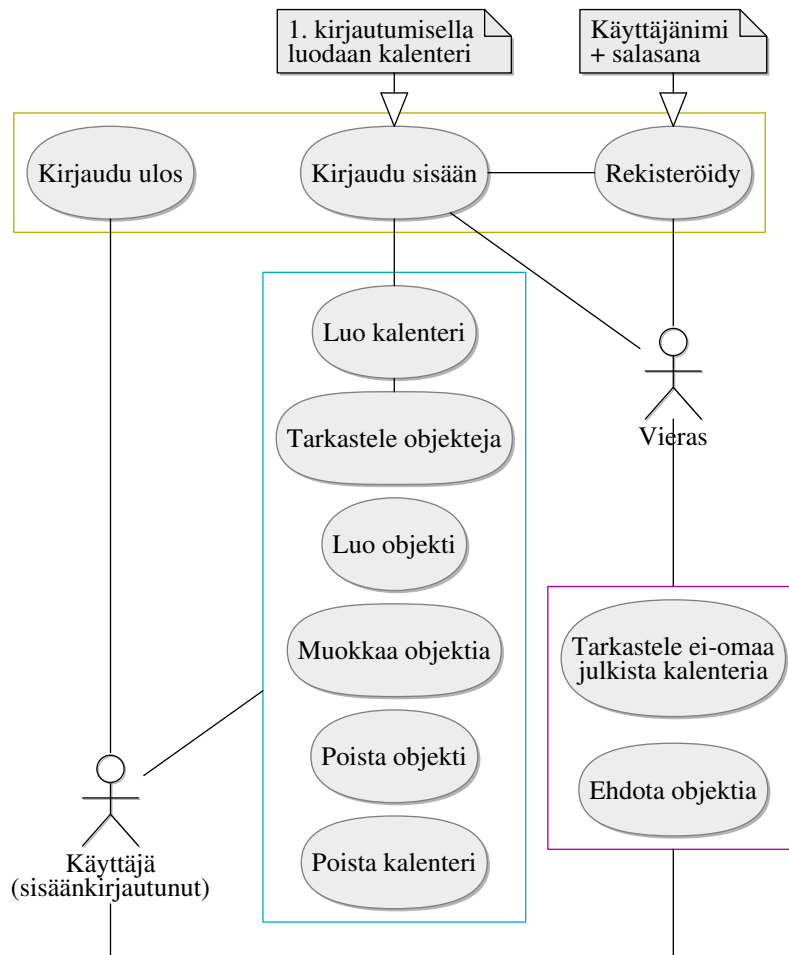 1. kirjautumisella
luodaan kalenteri
Käyttäjänimi
+ salasana
Kirjaudu ulos
Kirjaudu sisään
Rekisteröidy
Luo kalenteri
Vieras
Tarkastele objekteja
Luo objekti
Muokkaa objektia
Tarkastele ei-omaa
julkista kalenteria
Poista objekti
Ehdota objektia
Käyttäjä
(sisäänkirjautunut)
Poista kalenteri